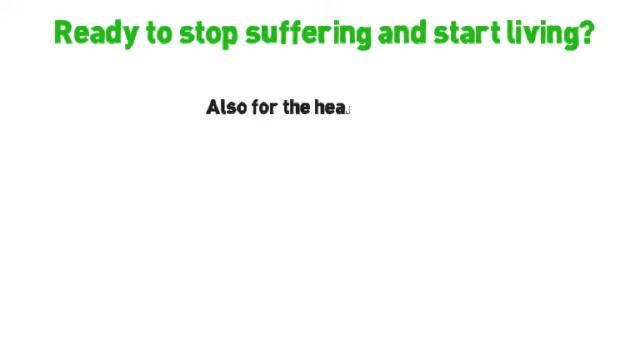 Ready to stop suffering and start living?
Also for the hea